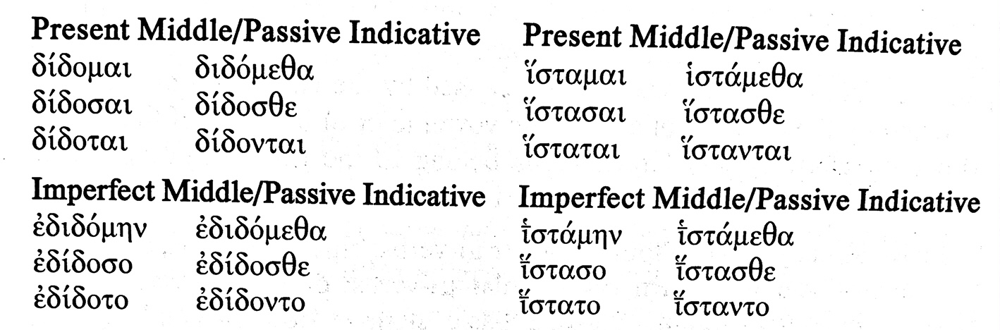 Present Middle/Passive Indicative
δίδομαι διδόμεθα
δίδοσαι δίδοσθε
δίδοται δίδονται
Imperfect Middle/Passive Indicative
ἐδιδόμην ἐδιδόμεθα
ἐδίδοσο ἐδίδοσθε
ἐδίδοτο ἐδίδοντο
Present Middle/Passive Indicative
ἵσταμαι ἱστάμεθα
ἵστασαι ἵστασθε
ἵσταται ἵστανται
Imperfect Middle/Passive Indicative
ῑ̔στάμην ῑ̔στάμεθα
ῑ̔́στασο ῑ̔́στασθε
ῑ̔́στατο ῑ̔́σταντο